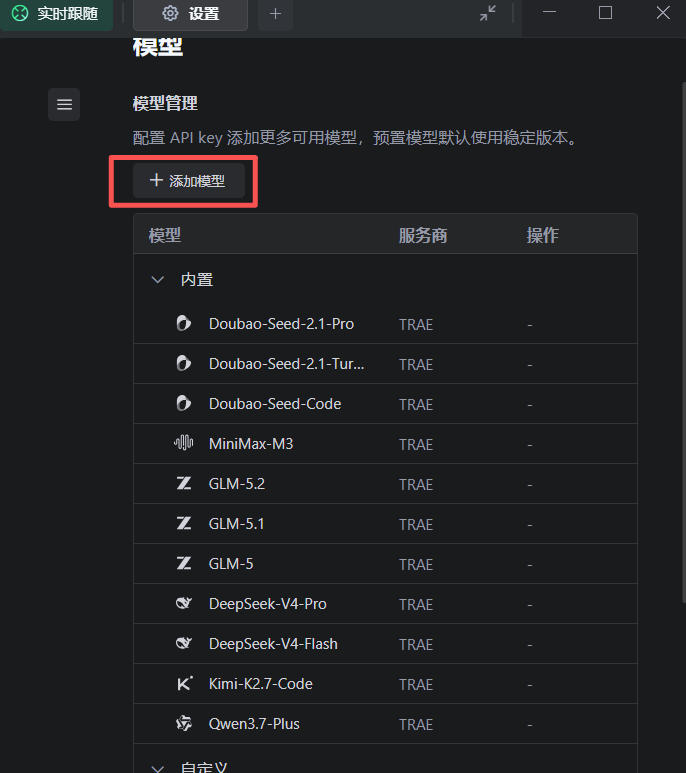 实时跟随 设置
模型
模型管理
配置 API key 添加更多可用模型，预置模型默认使用稳定版本。
添加模型
模型 服务商 操作
内置
Doubao-Seed-2.1-Pro TRAE -
Doubao-Seed-2.1-Tur... TRAE -
Doubao-Seed-Code TRAE -
MiniMax-M3 TRAE -
GLM-5.2 TRAE -
GLM-5.1 TRAE -
GLM-5 TRAE -
DeepSeek-V4-Pro TRAE -
DeepSeek-V4-Flash TRAE -
Kimi-K2.7-Code TRAE -
Qwen3.7-Plus TRAE -
自定义